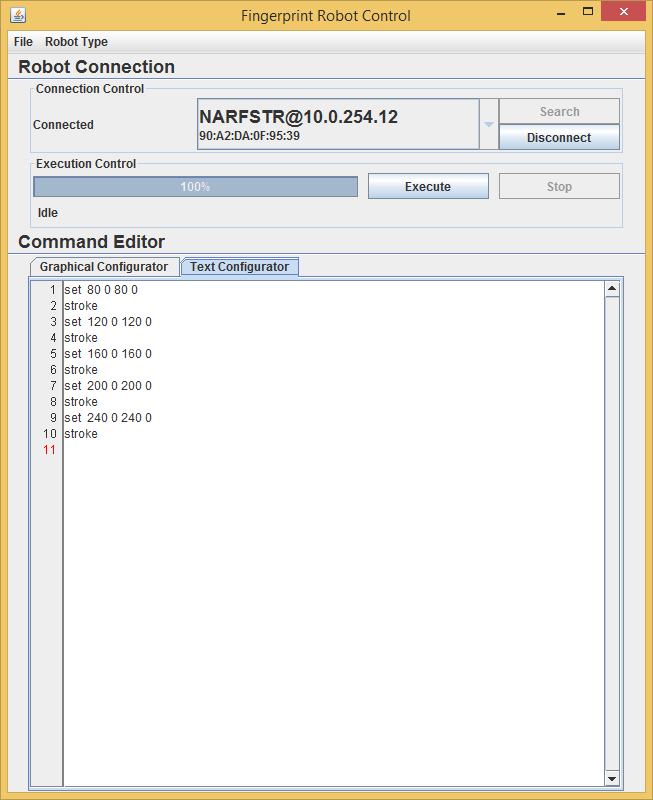 Fingerprint Robot Control
File Robot Type
Robot Connection
Connection Control
Connected
NARFSTR@10.0.254.12
90:A2:DA:0F:95:39
Search
Disconnect
Execution Control
100%
Execute
Stop
Idle
Command Editor
Graphical Configurator Text Configurator
1 set 80 0 80 0
2 stroke
3 set 120 0 120 0
4 stroke
5 set 160 0 160 0
6 stroke
7 set 200 0 200 0
8 stroke
9 set 240 0 240 0
10 stroke
11